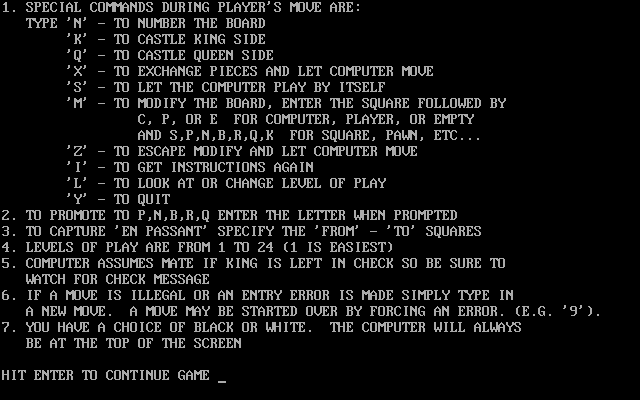 1. SPECIAL COMMANDS DURING PLAYER'S MOVE ARE:
TYPE 'N' - TO NUMBER THE BOARD
'K' - TO CASTLE KING SIDE
'Q' - TO CASTLE QUEEN SIDE
'X' - TO EXCHANGE PIECES AND LET COMPUTER MOVE
'S' - TO LET THE COMPUTER PLAY BY ITSELF
'M' - TO MODIFY THE BOARD, ENTER THE SQUARE FOLLOWED BY
C, P, OR E  FOR COMPUTER, PLAYER, OR EMPTY
AND S,P,N,B,R,Q,K  FOR SQUARE, PAWN, ETC...
'Z' - TO ESCAPE MODIFY AND LET COMPUTER MOVE
'I' - TO GET INSTRUCTIONS AGAIN
'L' - TO LOOK AT OR CHANGE LEVEL OF PLAY
'Y' - TO QUIT
2. TO PROMOTE TO P,N,B,R,Q ENTER THE LETTER WHEN PROMPTED
3. TO CAPTURE 'EN PASSANT' SPECIFY THE 'FROM' - 'TO' SQUARES
4. LEVELS OF PLAY ARE FROM 1 TO 24 (1 IS EASIEST)
5. COMPUTER ASSUMES MATE IF KING IS LEFT IN CHECK SO BE SURE TO
WATCH FOR CHECK MESSAGE
6. IF A MOVE IS ILLEGAL OR AN ENTRY ERROR IS MADE SIMPLY TYPE IN
A NEW MOVE.  A MOVE MAY BE STARTED OVER BY FORCING AN ERROR. (E.G. '9').
7. YOU HAVE A CHOICE OF BLACK OR WHITE.  THE COMPUTER WILL ALWAYS
BE AT THE TOP OF THE SCREEN
HIT ENTER TO CONTINUE GAME _